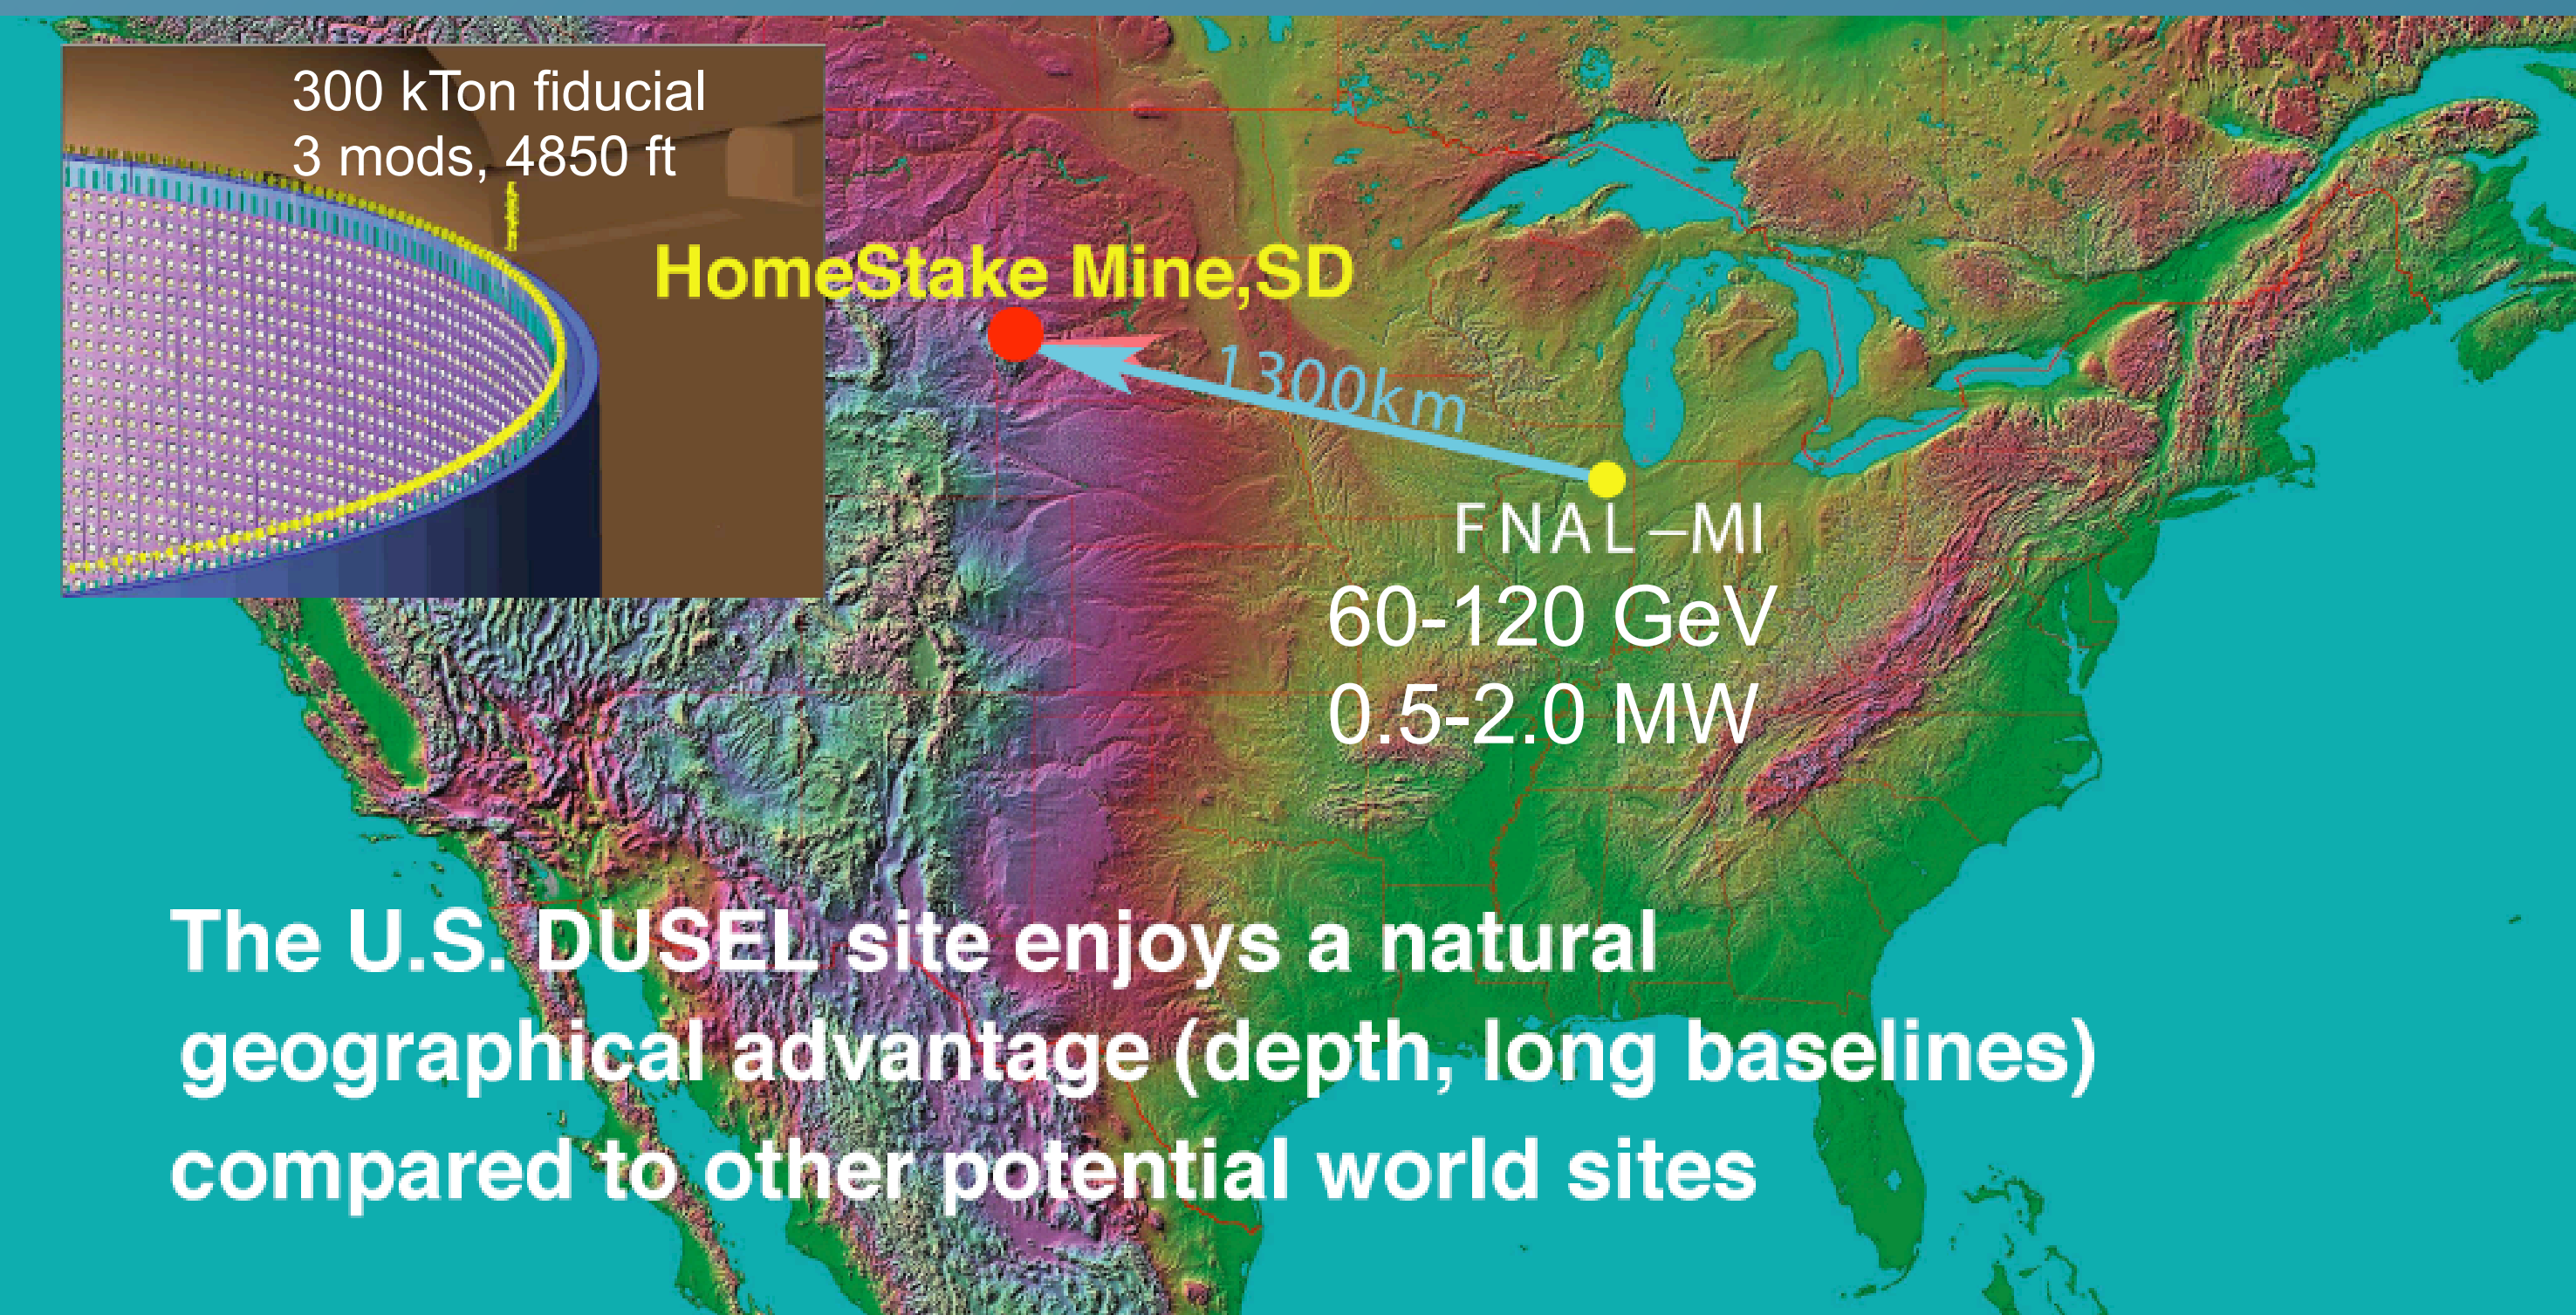 300 kTon fiducial
3 mods, 4850 ft
HomeStake Mine,SD
1300km
FNAL–MI
60-120 GeV
0.5-2.0 MW
The U.S. DUSEL site enjoys a natural
geographical advantage (depth, long baselines)
compared to other potential world sites